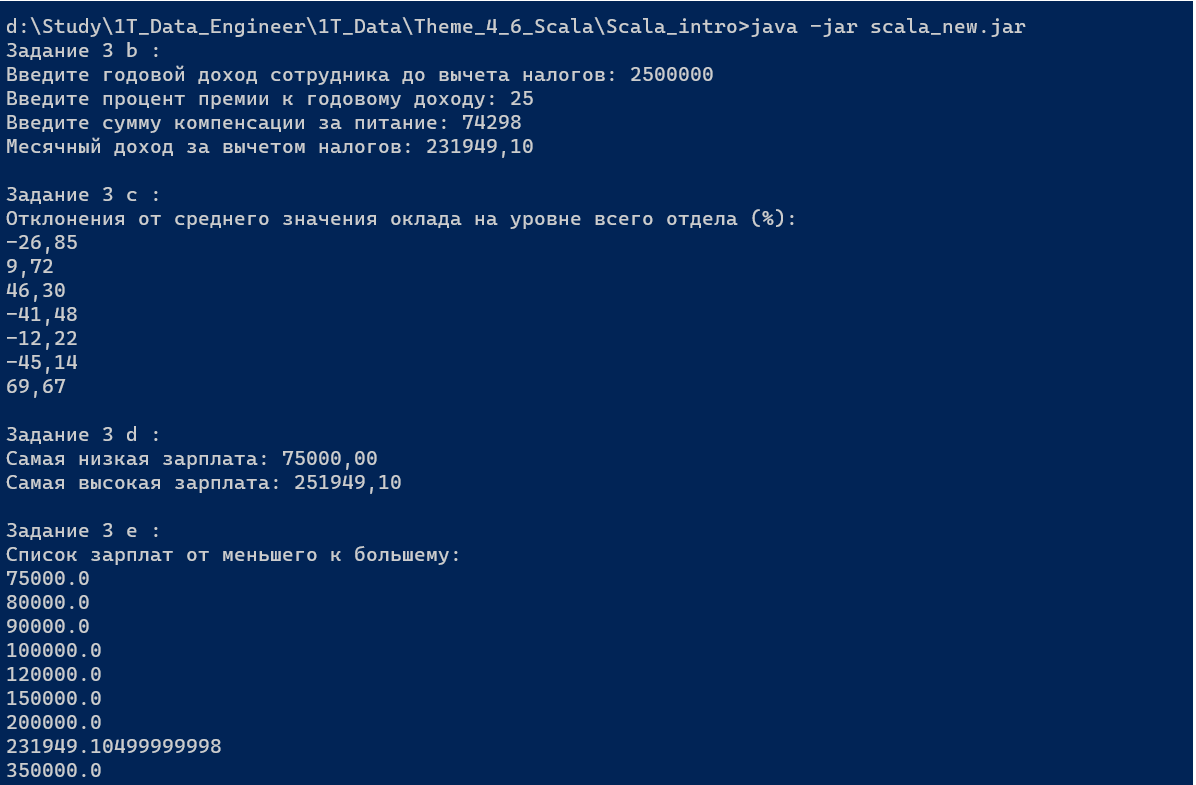 d:\Study\1T_Data_Engineer\1T_Data\Theme_4_6_Scala\Scala_intro>java -jar scala_new.jar
Задание 3 b :
Введите годовой доход сотрудника до вычета налогов: 2500000
Введите процент премии к годовому доходу: 25
Введите сумму компенсации за питание: 74298
Месячный доход за вычетом налогов: 231949,10
Задание 3 c :
Отклонения от среднего значения оклада на уровне всего отдела (%):
-26,85
9,72
46,30
-41,48
-12,22
-45,14
69,67
Задание 3 d :
Самая низкая зарплата: 75000,00
Самая высокая зарплата: 251949,10
Задание 3 e :
Список зарплат от меньшего к большему:
75000.0
80000.0
90000.0
100000.0
120000.0
150000.0
200000.0
231949.10499999998
350000.0